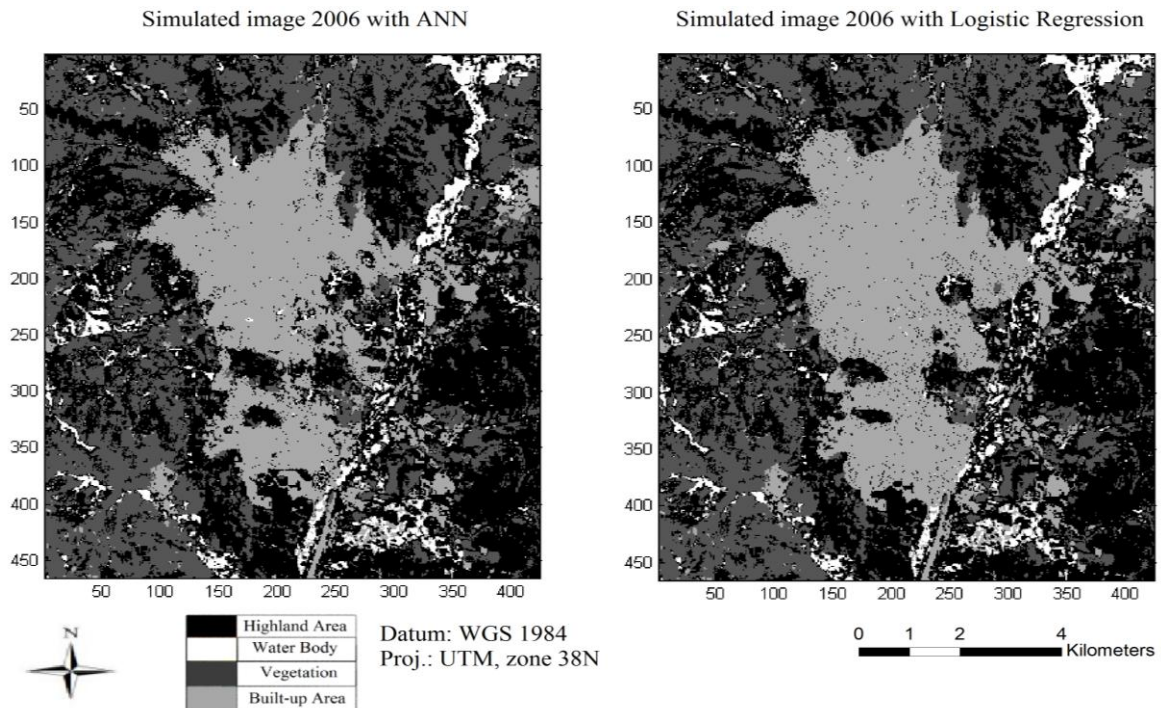 Simulated image 2006 with ANN
Simulated image 2006 with Logistic Regression
50
100
150
200
250
300
350
400
450
50 100 150 200 250 300 350 400
50
100
150
200
250
300
350
400
450
50 100 150 200 250 300 350 400
N
Highland Area
Water Body
Vegetation
Built-up Area
Datum: WGS 1984
Proj.: UTM, zone 38N
0 1 2 4
Kilometers